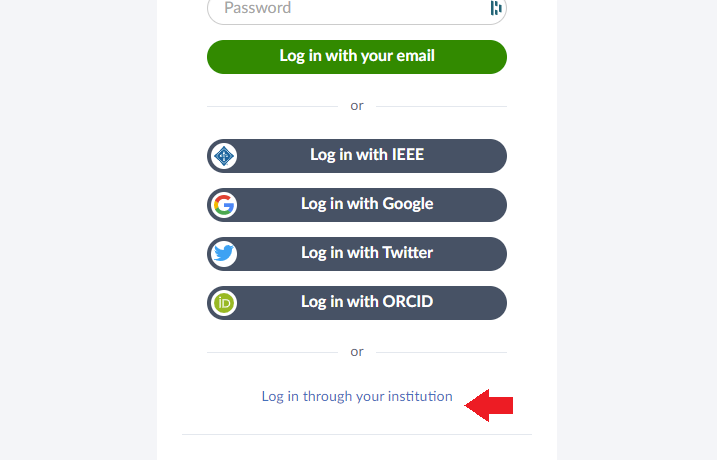 Password
Log in with your email
or
Log in with IEEE
Log in with Google
Log in with Twitter
iD
Log in with ORCID
or
Log in through your institution